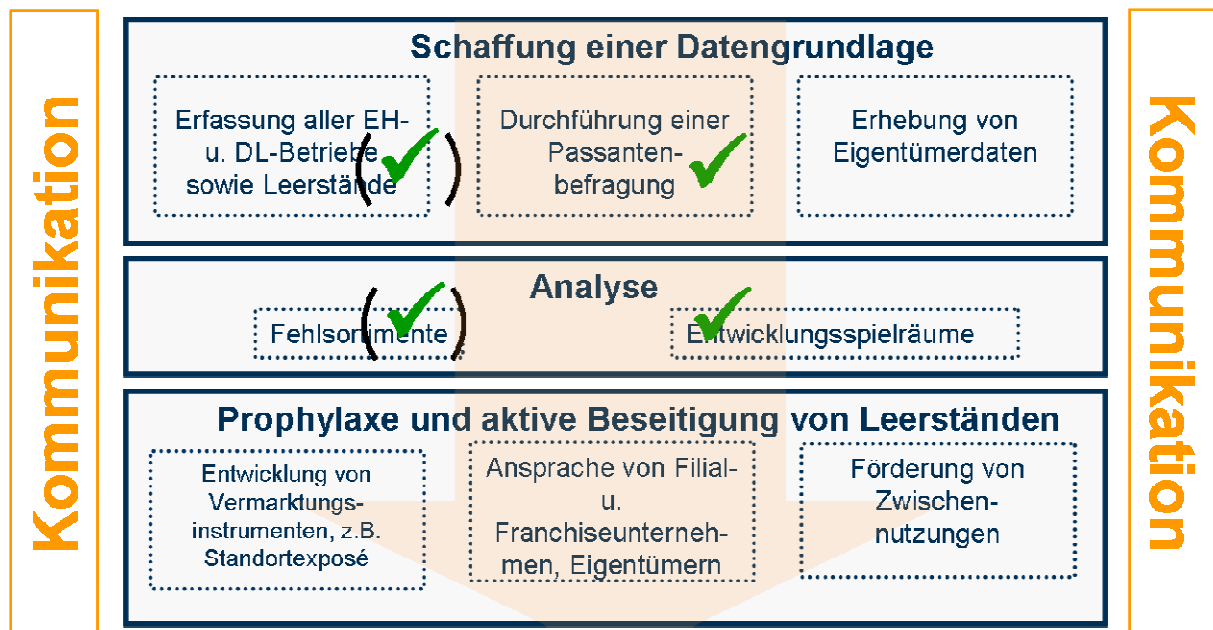 Kommunikation
Schaffung einer Datengrundlage
Erfassung aller EH-
u. DL-Betriebe
sowie Leerstände
Durchführung einer
Passanten-
befragung
Erhebung von
Eigentümerdaten
Analyse
Fehlsortimente
Entwicklungsspielräume
Prophylaxe und aktive Beseitigung von Leerständen
Entwicklung von
Vermarktungs-
instrumenten, z.B.
Standortexposé
Ansprache von Filial-
u.
Franchiseunterneh-
men, Eigentümern
Förderung von
Zwischen-
nutzungen
Kommunikation